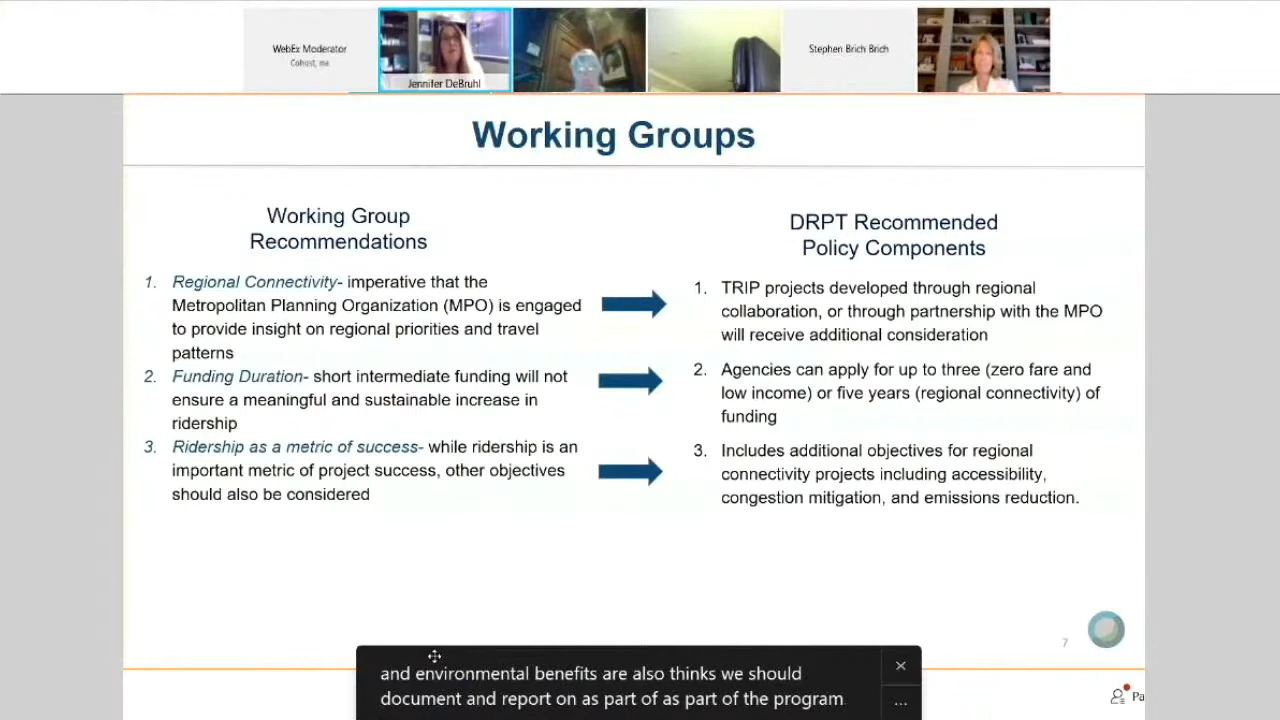 WebEx Moderator
Cohost, me
Jennifer DeBruhl
Stephen Brich Brich
Working Groups
Working Group
Recommendations
1. Regional Connectivity- imperative that the
Metropolitan Planning Organization (MPO) is engaged
to provide insight on regional priorities and travel
patterns
2. Funding Duration- short intermediate funding will not
ensure a meaningful and sustainable increase in
ridership
3. Ridership as a metric of success- while ridership is an
important metric of project success, other objectives
should also be considered
DRPT Recommended
Policy Components
1. TRIP projects developed through regional
collaboration, or through partnership with the MPO
will receive additional consideration
2. Agencies can apply for up to three (zero fare and
low income) or five years (regional connectivity) of
funding
3. Includes additional objectives for regional
connectivity projects including accessibility,
congestion mitigation, and emissions reduction.
7
and environmental benefits are also thinks we should
document and report on as part of as part of the program
Pa